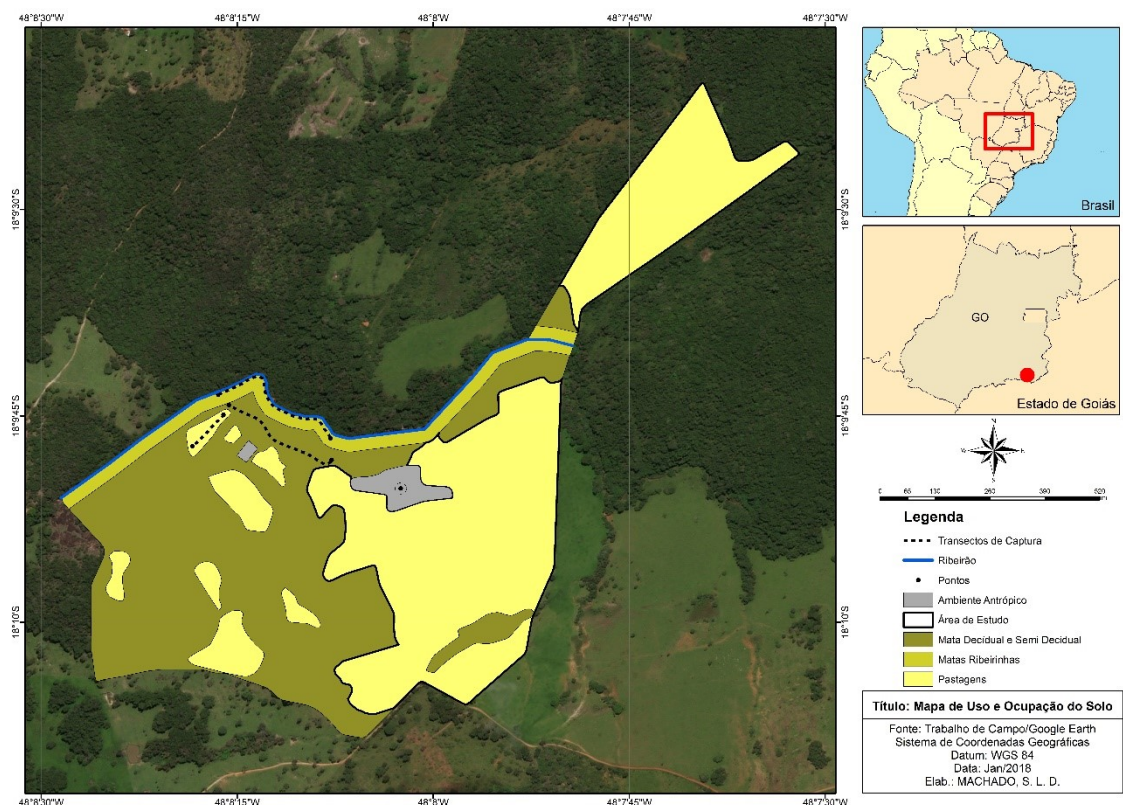 48°8'30"W
48°8'15"W
48°8'W
48°7'45"W
48°7'30"W
18°9'30"S
18°9'30"S
18°9'45"S
18°9'45"S
18°10'S
18°10'S
48°8'30"W
48°8'15"W
48°8'W
48°7'45"W
48°7'30"W
Brasil
GO
Estado de Goiás
N
0 65 130 260 390 520
Legenda
Transectos de Captura
Ribeirão
Pontos
Ambiente Antrópico
Área de Estudo
Mata Decídual e Semi Decidual
Matas Ribeirinhas
Pastagens
Título: Mapa de Uso e Ocupação do Solo
Fonte: Trabalho de Campo/Google Earth
Sistema de Coordenadas Geográficas
Datum: WGS 84
Data: Jan/2018
Elab.: MACHADO, S. L. D.